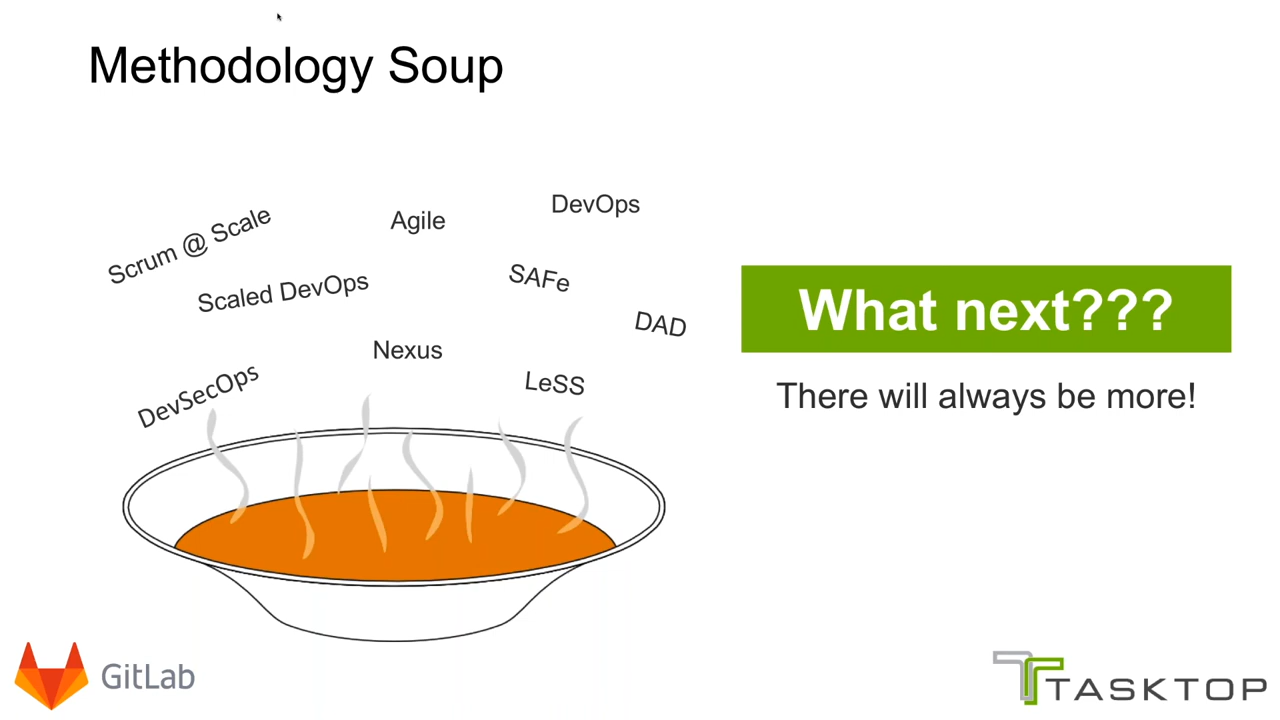 Methodology Soup
Scrum @ Scale
Agile
DevOps
Scaled DevOps
SAFe
DAD
Nexus
LeSS
DevSecOps
What next???
There will always be more!
GitLab
TASKTOP